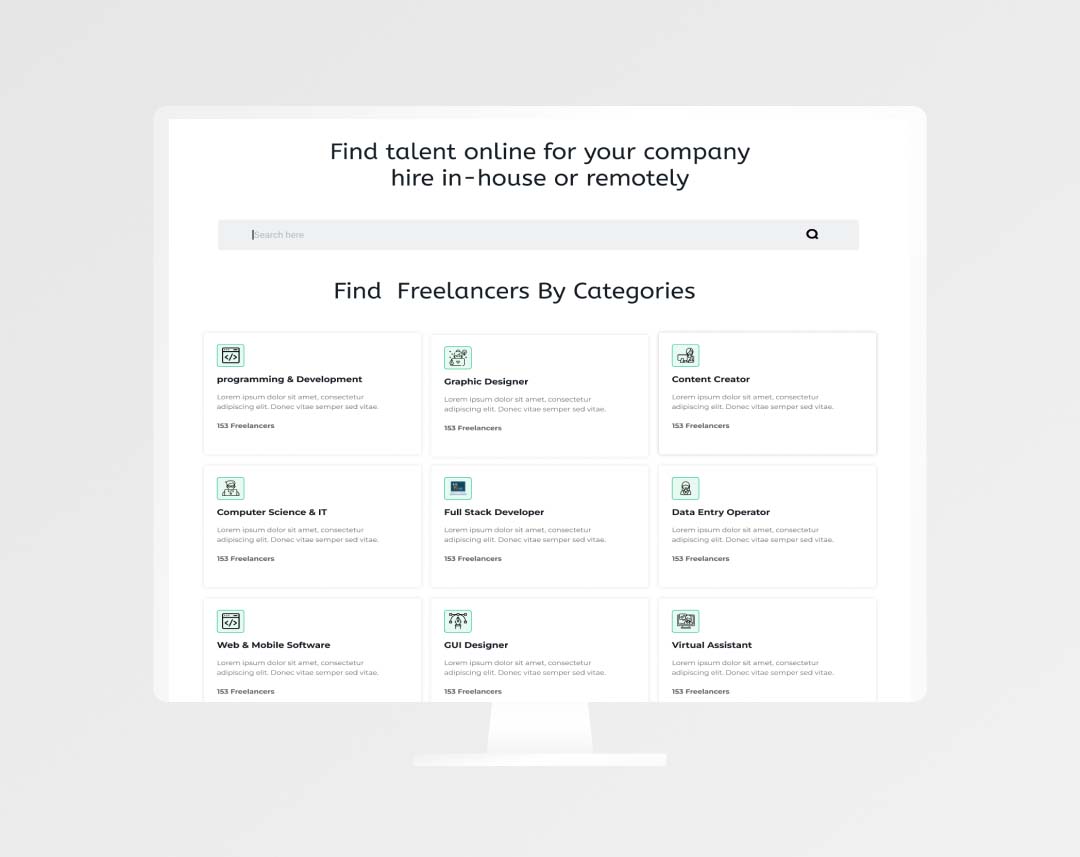 Find talent online for your company
hire in-house or remotely
Search here
Find  Freelancers By Categories
programming & Development
Lorem ipsum dolor sit amet, consectetur
adipiscing elit. Donec vitae semper sed vitae.
153 Freelancers
Graphic Designer
Lorem ipsum dolor sit amet, consectetur
adipiscing elit. Donec vitae semper sed vitae.
153 Freelancers
Content Creator
Lorem ipsum dolor sit amet, consectetur
adipiscing elit. Donec vitae semper sed vitae.
153 Freelancers
Computer Science & IT
Lorem ipsum dolor sit amet, consectetur
adipiscing elit. Donec vitae semper sed vitae.
153 Freelancers
Full Stack Developer
Lorem ipsum dolor sit amet, consectetur
adipiscing elit. Donec vitae semper sed vitae.
153 Freelancers
Data Entry Operator
Lorem ipsum dolor sit amet, consectetur
adipiscing elit. Donec vitae semper sed vitae.
153 Freelancers
Web & Mobile Software
Lorem ipsum dolor sit amet, consectetur
adipiscing elit. Donec vitae semper sed vitae.
153 Freelancers
GUI Designer
Lorem ipsum dolor sit amet, consectetur
adipiscing elit. Donec vitae semper sed vitae.
153 Freelancers
Virtual Assistant
Lorem ipsum dolor sit amet, consectetur
adipiscing elit. Donec vitae semper sed vitae.
153 Freelancers